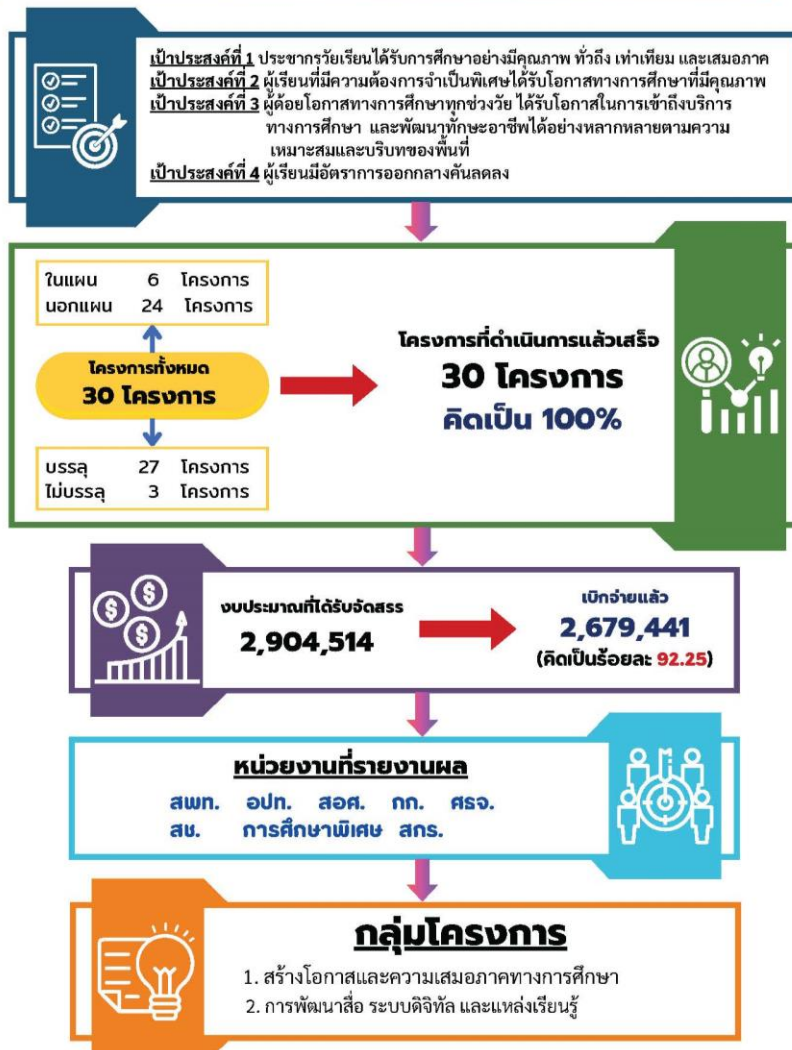 เป้าประสงค์ที่ 1 ประชากรวัยเรียนได้รับการศึกษาอย่างมีคุณภาพ ทั่วถึง เท่าเทียม และเสมอภาค
เป้าประสงค์ที่ 2 ผู้เรียนที่มีความต้องการจำเป็นพิเศษได้รับโอกาสทางการศึกษาที่มีคุณภาพ
เป้าประสงค์ที่ 3 ผู้ด้อยโอกาสทางการศึกษาทุกช่วงวัย ได้รับโอกาสในการเข้าถึงบริการ
ทางการศึกษา และพัฒนาทักษะอาชีพได้อย่างหลากหลายตามความ
เหมาะสมและบริบทของพื้นที่
เป้าประสงค์ที่ 4 ผู้เรียนมีอัตราการออกกลางคันลดลง
ในแผน 6 โครงการ
นอกแผน 24 โครงการ
โครงการทั้งหมด
30 โครงการ
บรรลุ 27 โครงการ
ไม่บรรลุ 3 โครงการ
โครงการที่ดำเนินการแล้วเสร็จ
30 โครงการ
คิดเป็น 100%
งบประมาณที่ได้รับจัดสรร
2,904,514
เบิกจ่ายแล้ว
2,679,441
(คิดเป็นร้อยละ 92.25)
หน่วยงานที่รายงานผล
สพท. อปท. สอศ. กก. ศธจ.
สช. การศึกษาพิเศษ สกร.
กลุ่มโครงการ
1. สร้างโอกาสและความเสมอภาคทางการศึกษา
2. การพัฒนาสื่อ ระบบดิจิทัล และแหล่งเรียนรู้